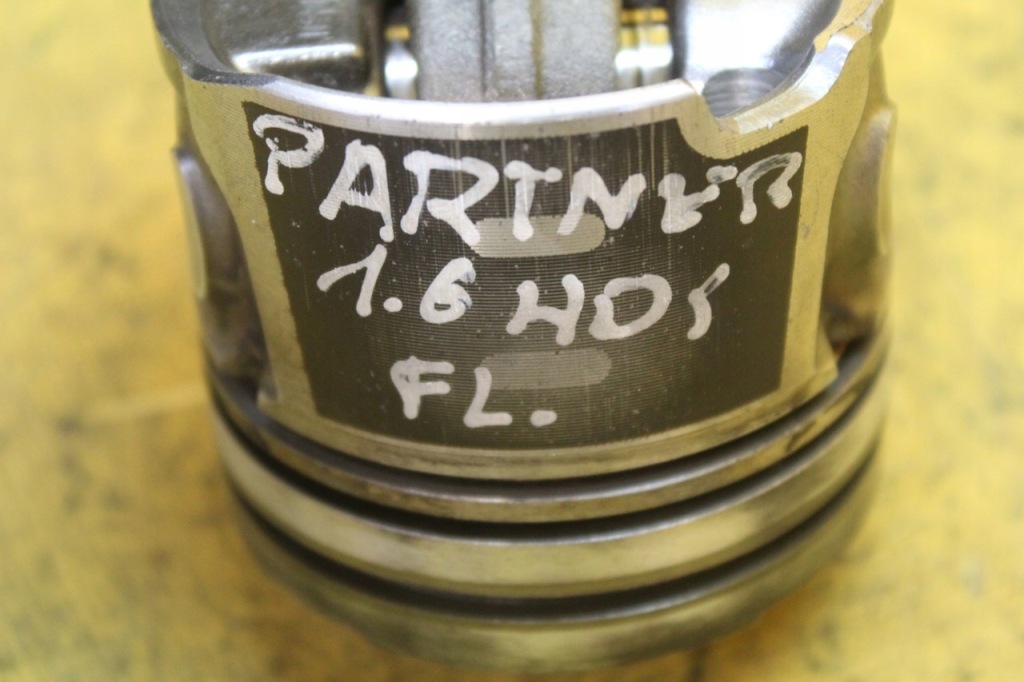 PARTNER
1.6 HDi
FL.